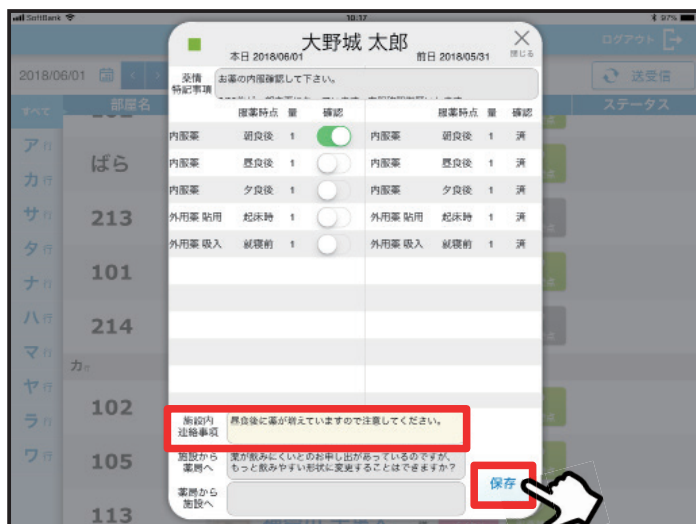 SoftBank
10:17
97%
大野城 太郎
本日 2018/06/01
前日 2018/05/31
閉じる
ログアウト
2018/06/01
送受信
部屋名
ステータス
すべて
薬情
特記事項
お薬の内服確認して下さい。
服薬時点 量 確認 服薬時点 量 確認
内服薬 朝食後 1 内服薬 朝食後 1 済
内服薬 昼食後 1 内服薬 昼食後 1 済
内服薬 夕食後 1 内服薬 夕食後 1 済
外用薬 貼用 起床時 1 外用薬 貼用 起床時 1 済
外用薬 吸入 就寝前 1 外用薬 吸入 就寝前 1 済
ア行
カ行
サ行
タ行
ナ行
ハ行
マ行
ヤ行
ラ行
ワ行
ばら
213
101
214
カ行
102
105
113
施設内
連絡事項
昼食後に薬が増えていますので注意してください。
施設から
薬局へ
薬が飲みにくいとのお申し出があっているのですが、
もっと飲みやすい形状に変更することはできますか？
薬局から
施設へ
保存